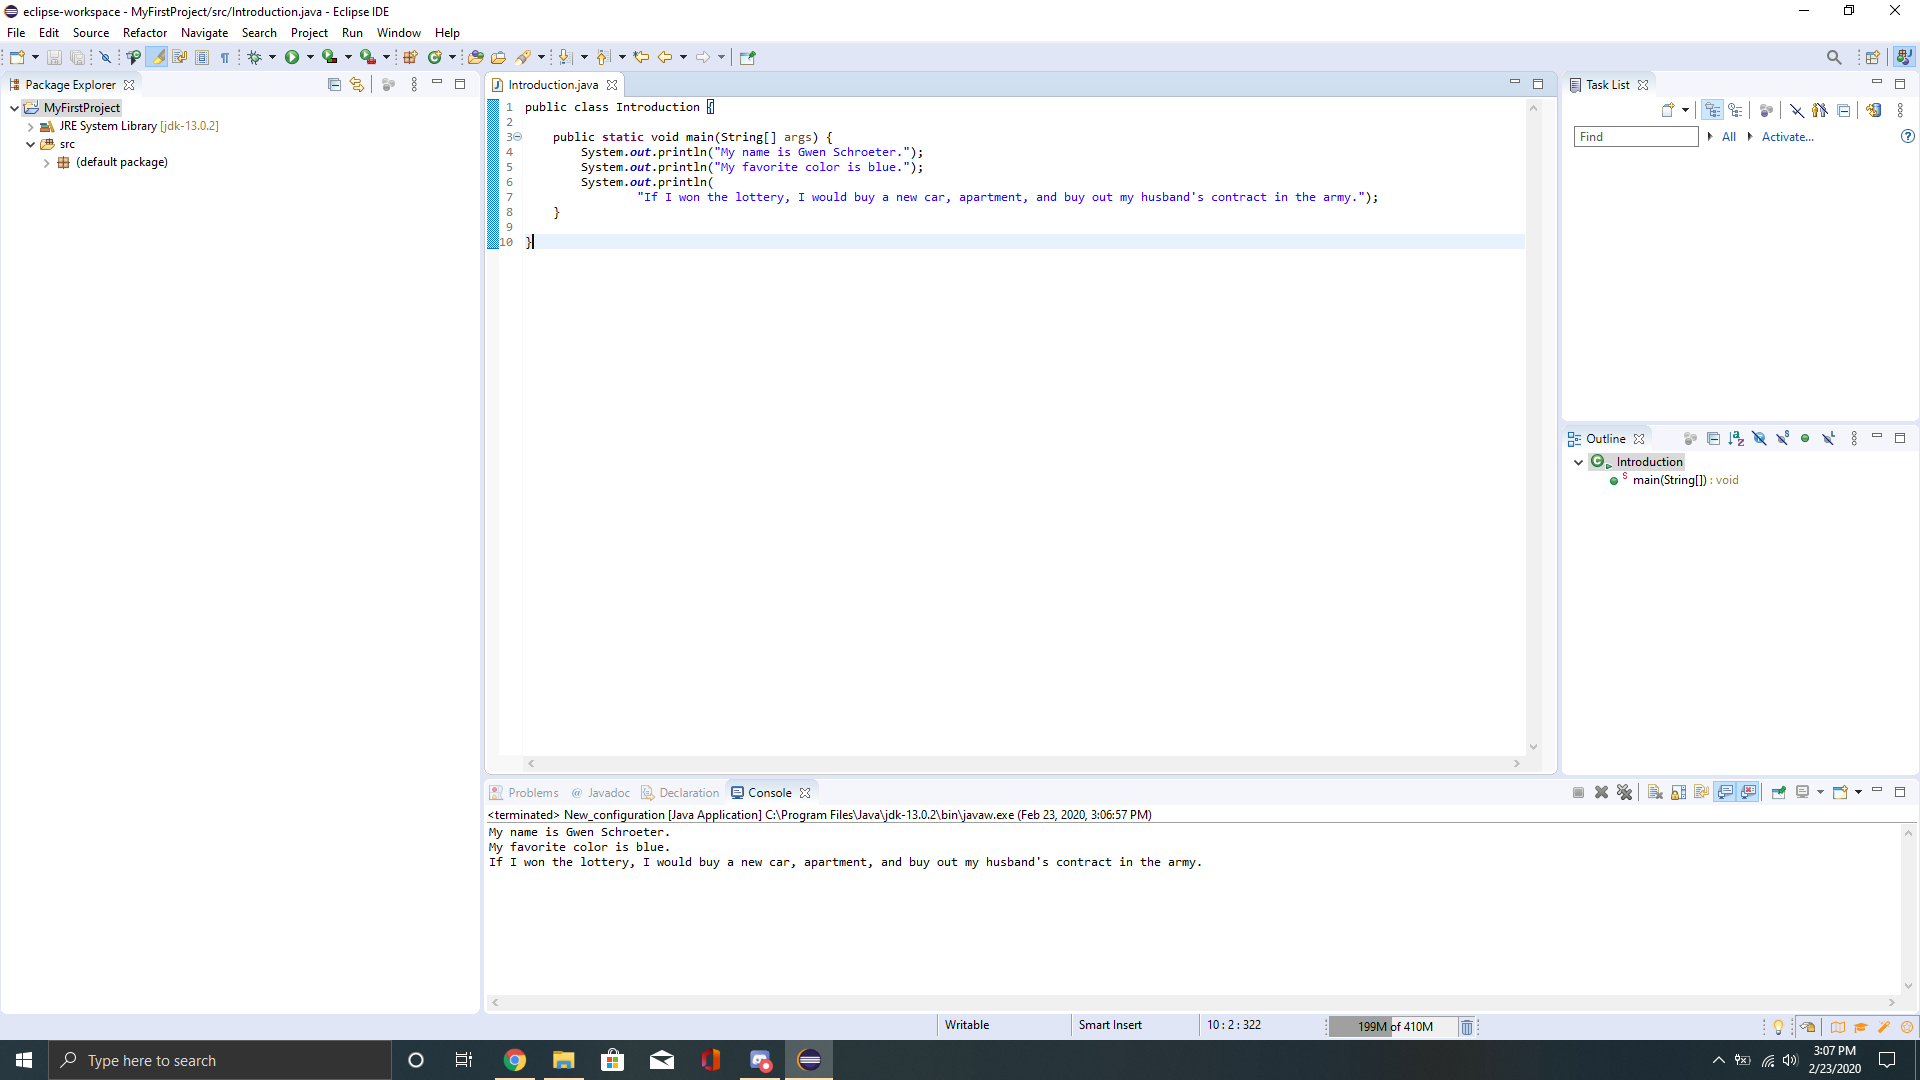 eclipse-workspace - MyFirstProject/src/Introduction.java - Eclipse IDE
File Edit Source Refactor Navigate Search Project Run Window Help
Package Explorer
MyFirstProject
JRE System Library [jdk-13.0.2]
src
(default package)
Introduction.java
1 public class Introduction {
2
3 public static void main(String[] args) {
4 System.out.println("My name is Gwen Schroeter.");
5 System.out.println("My favorite color is blue.");
6 System.out.println(
7 "If I won the lottery, I would buy a new car, apartment, and buy out my husband's contract in the army.");
8 }
9
10 }
Task List
Find All Activate...
Outline
Introduction
main(String[]) : void
Problems @ Javadoc Declaration Console
<terminated> New_configuration [Java Application] C:\Program Files\Java\jdk-13.0.2\bin\javaw.exe (Feb 23, 2020, 3:06:57 PM)
My name is Gwen Schroeter.
My favorite color is blue.
If I won the lottery, I would buy a new car, apartment, and buy out my husband's contract in the army.
Writable Smart Insert 10 : 2 : 322 199M of 410M
Type here to search
3:07 PM
2/23/2020